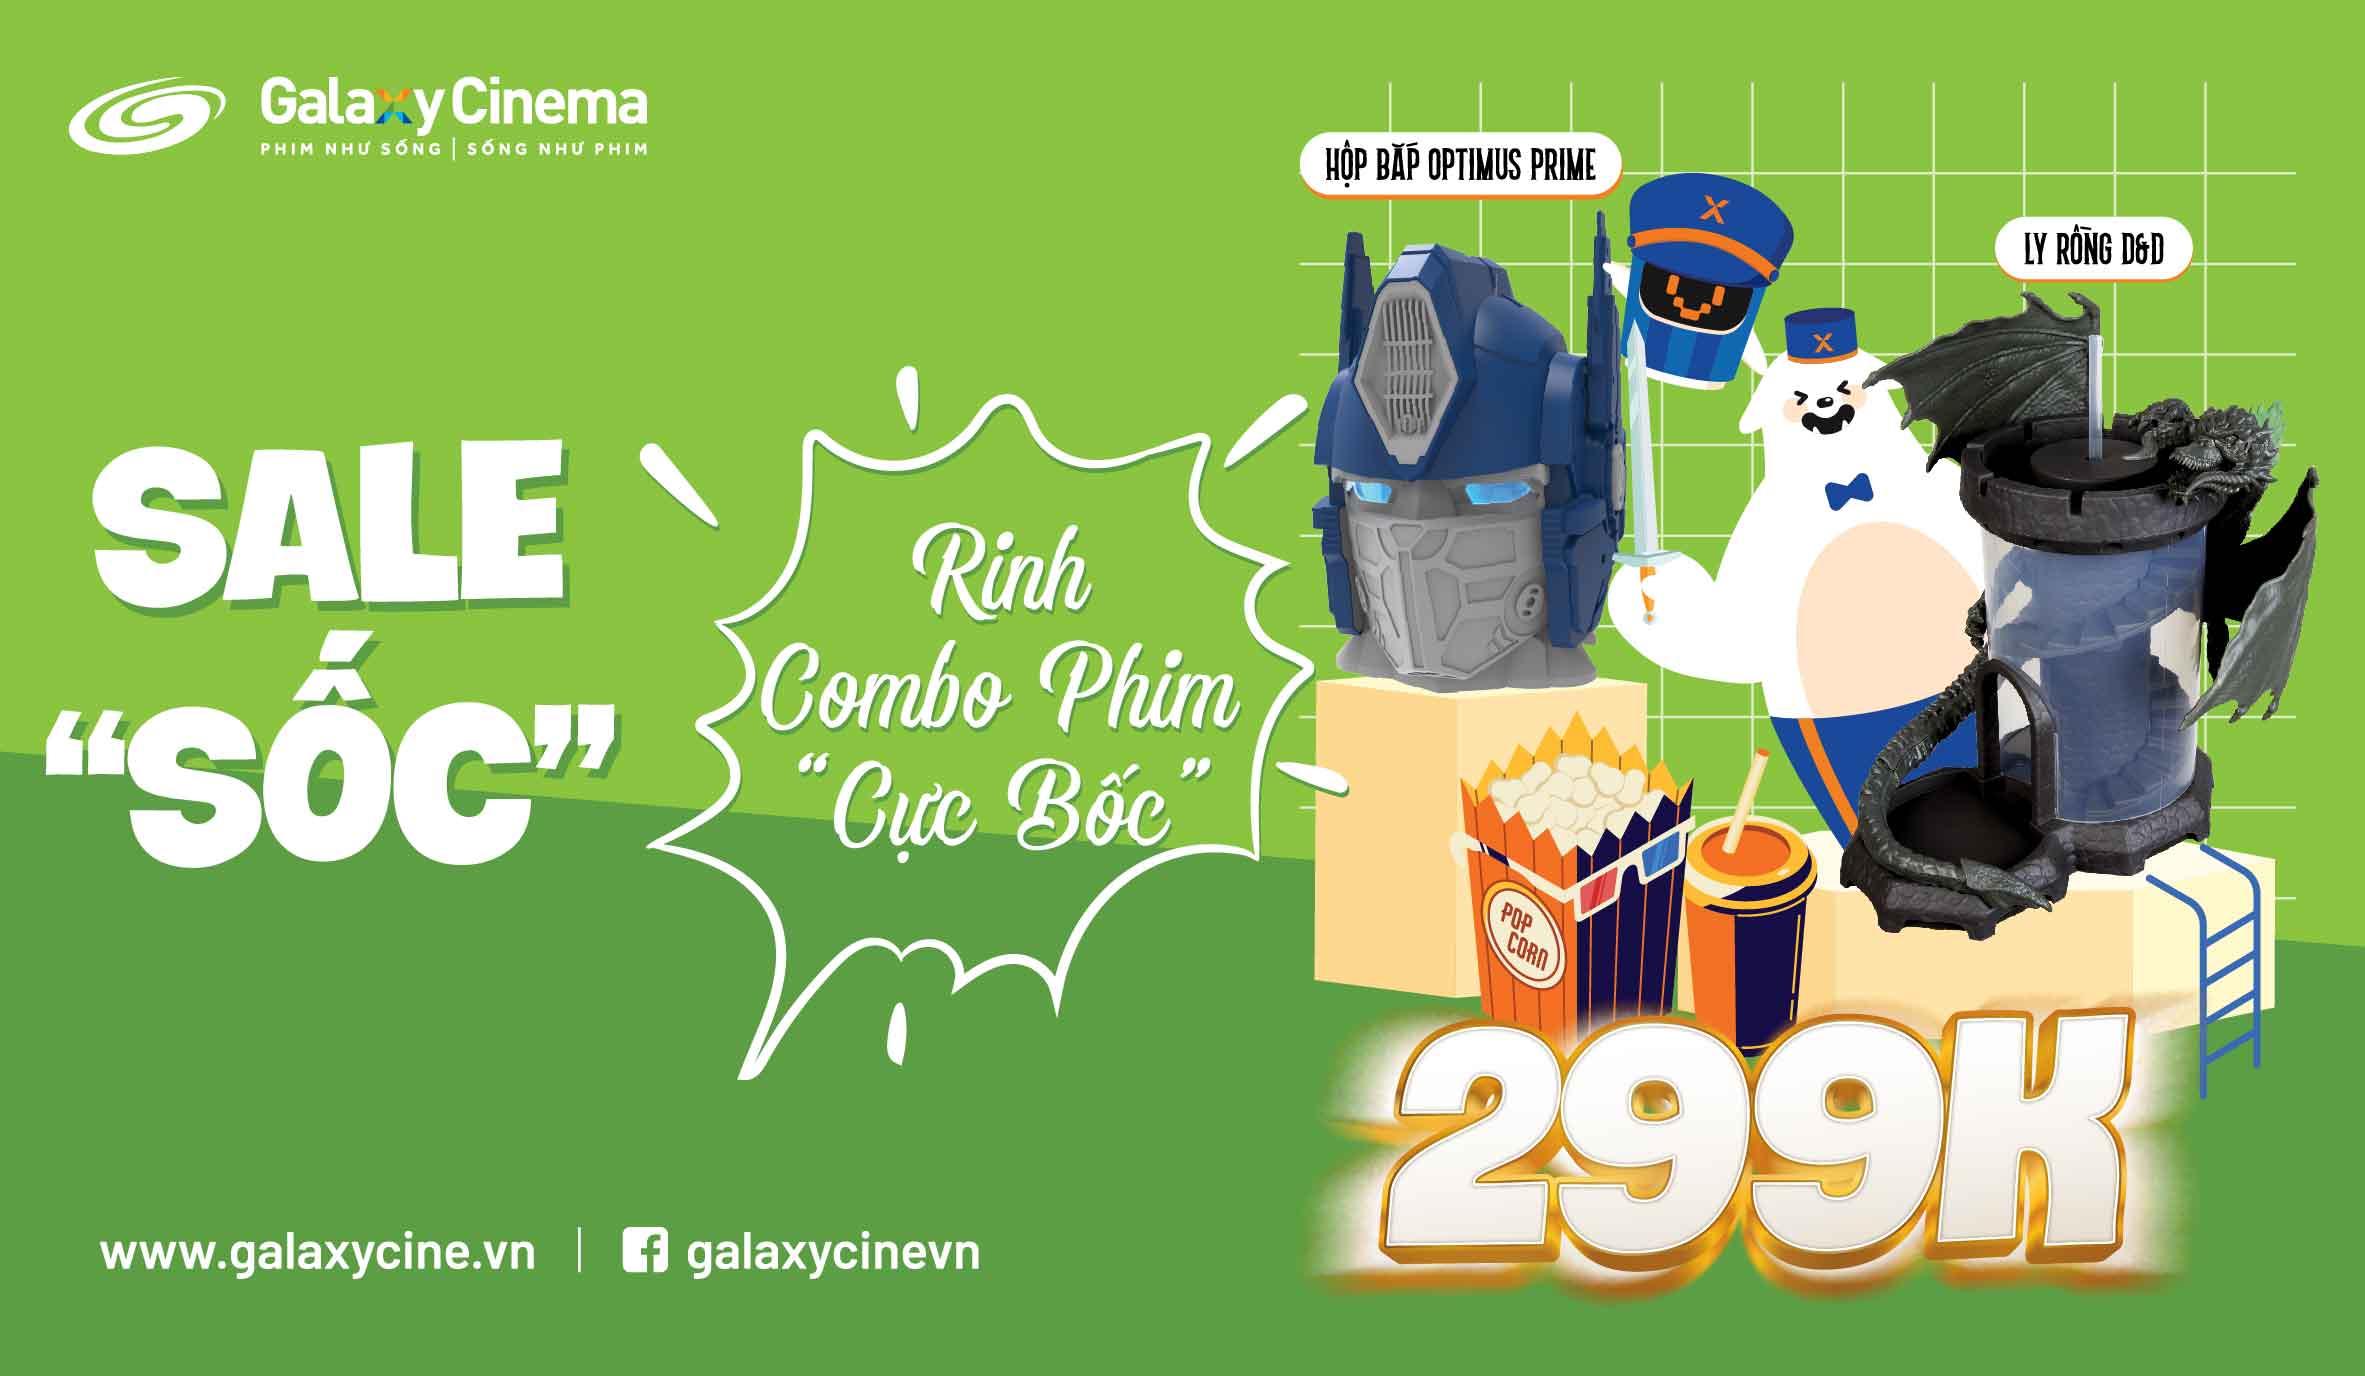 Galaxy Cinema
PHIM NHƯ SỐNG | SỐNG NHƯ PHIM
SALE
“SỐC”
Rinh
Combo Phim
“Cực Bốc”
HỘP BẮP OPTIMUS PRIME
X
X
LY RỒNG D&D
POP
CORN
299K
www.galaxycine.vn | galaxycinevn